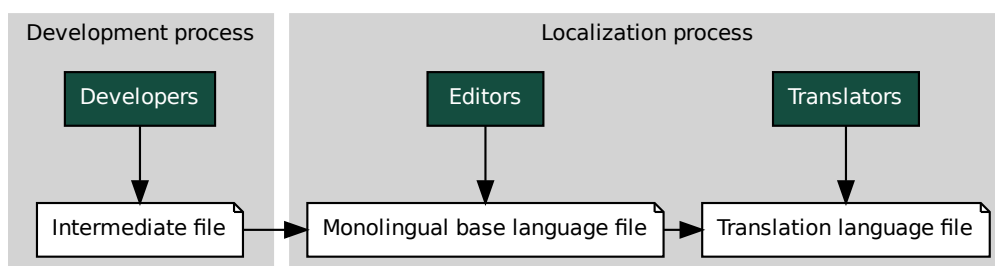 Development process
Localization process
Developers
Editors
Translators
Intermediate file
Monolingual base language file
Translation language file